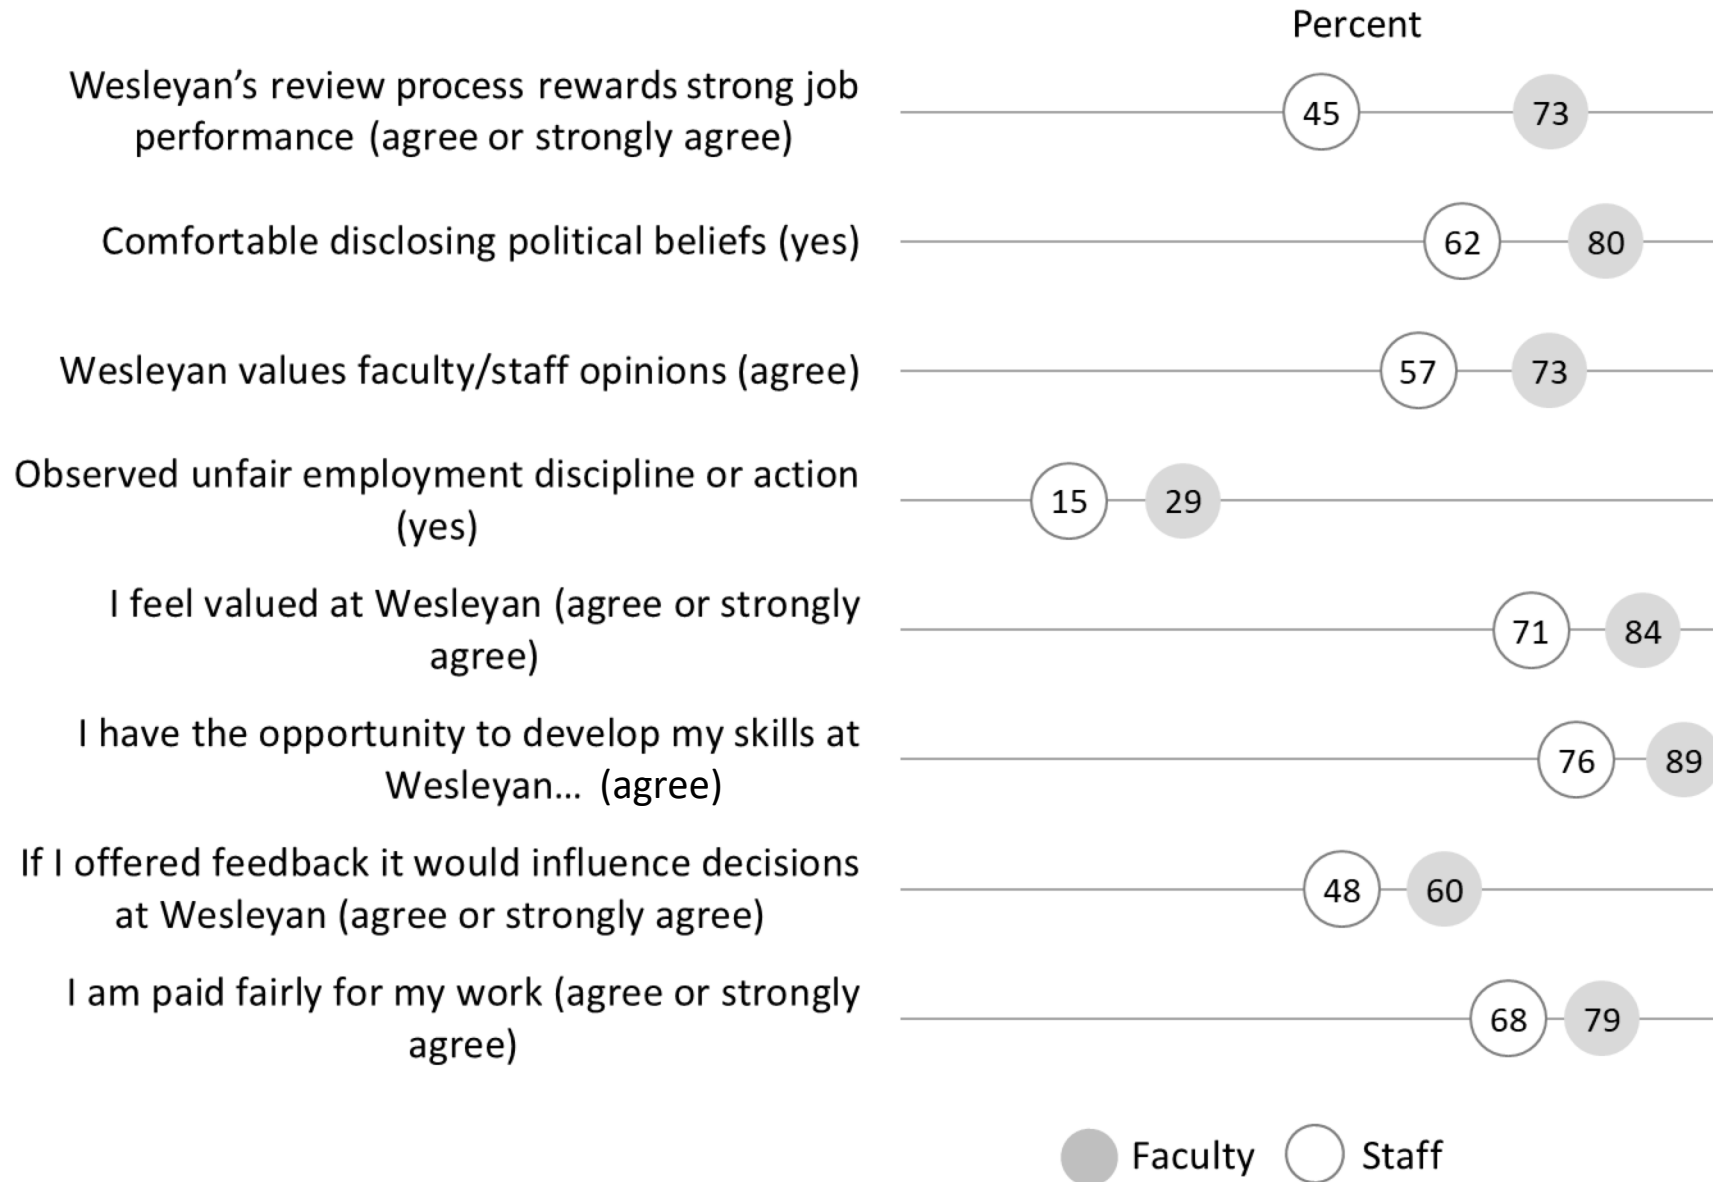 Percent
Wesleyan’s review process rewards strong job
performance (agree or strongly agree)
45
73
Comfortable disclosing political beliefs (yes)
62
80
Wesleyan values faculty/staff opinions (agree)
57
73
Observed unfair employment discipline or action
(yes)
15
29
I feel valued at Wesleyan (agree or strongly
agree)
71
84
I have the opportunity to develop my skills at
Wesleyan… (agree)
76
89
If I offered feedback it would influence decisions
at Wesleyan (agree or strongly agree)
48
60
I am paid fairly for my work (agree or strongly
agree)
68
79
Faculty
Staff